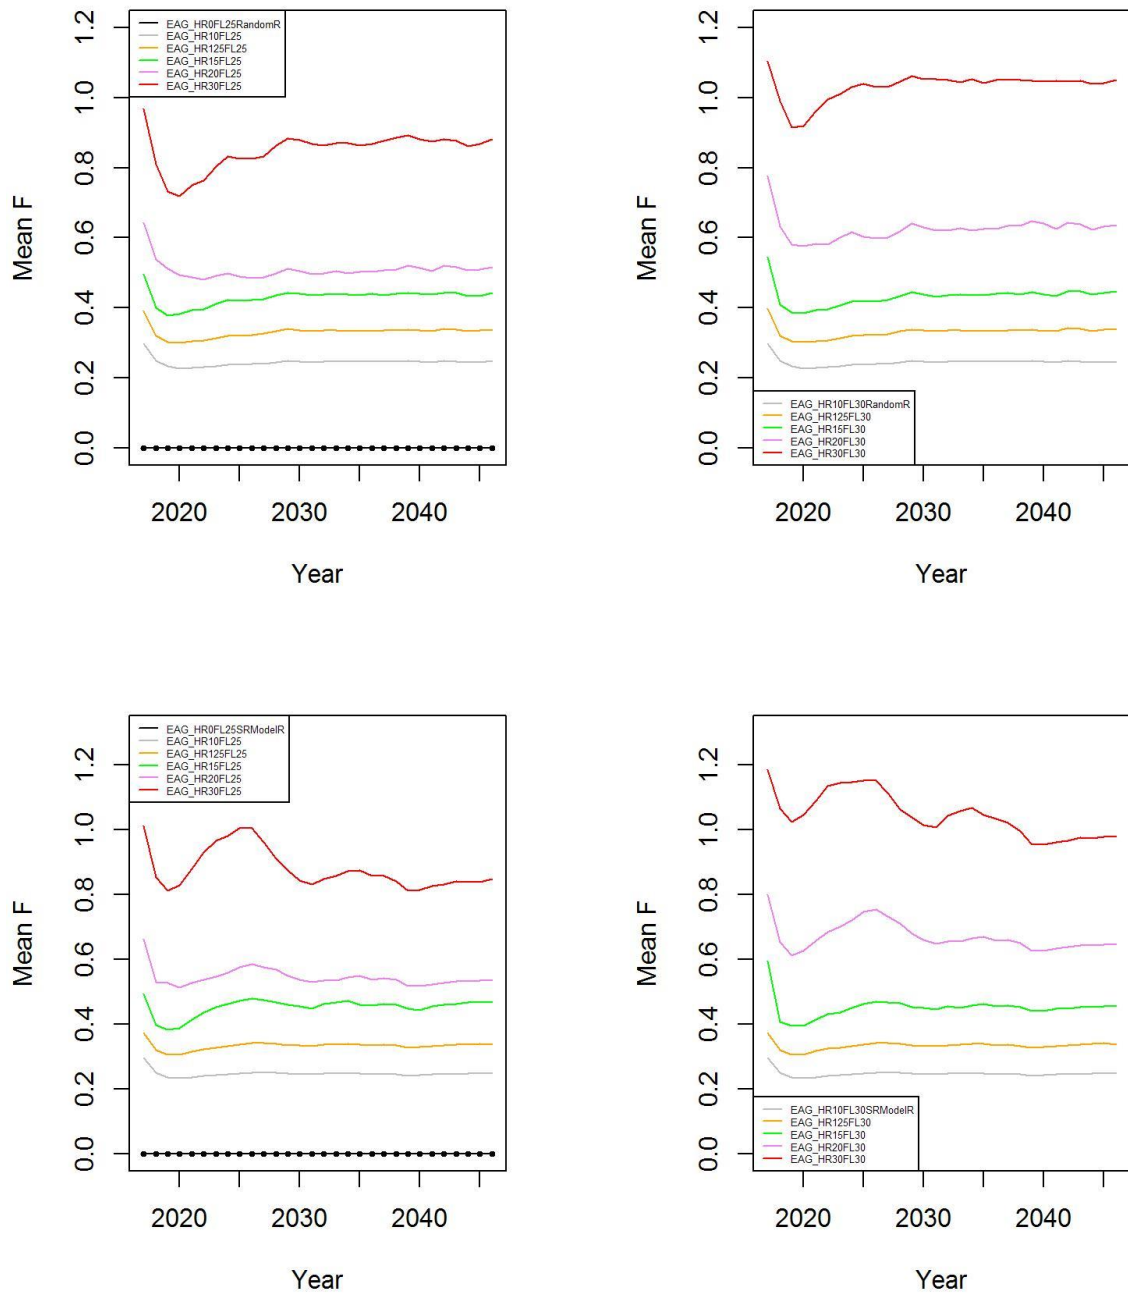 EAG_HR0FL25RandomR
EAG_HR10FL25
EAG_HR125FL25
EAG_HR15FL25
EAG_HR20FL25
EAG_HR30FL25
Mean F
0.0
0.2
0.4
0.6
0.8
1.0
1.2
2020
2030
2040
Year
EAG_HR10FL30RandomR
EAG_HR125FL30
EAG_HR15FL30
EAG_HR20FL30
EAG_HR30FL30
Mean F
0.0
0.2
0.4
0.6
0.8
1.0
1.2
2020
2030
2040
Year
EAG_HR0FL25SRModelR
EAG_HR10FL25
EAG_HR125FL25
EAG_HR15FL25
EAG_HR20FL25
EAG_HR30FL25
Mean F
0.0
0.2
0.4
0.6
0.8
1.0
1.2
2020
2030
2040
Year
EAG_HR10FL30SRModelR
EAG_HR125FL30
EAG_HR15FL30
EAG_HR20FL30
EAG_HR30FL30
Mean F
0.0
0.2
0.4
0.6
0.8
1.0
1.2
2020
2030
2040
Year